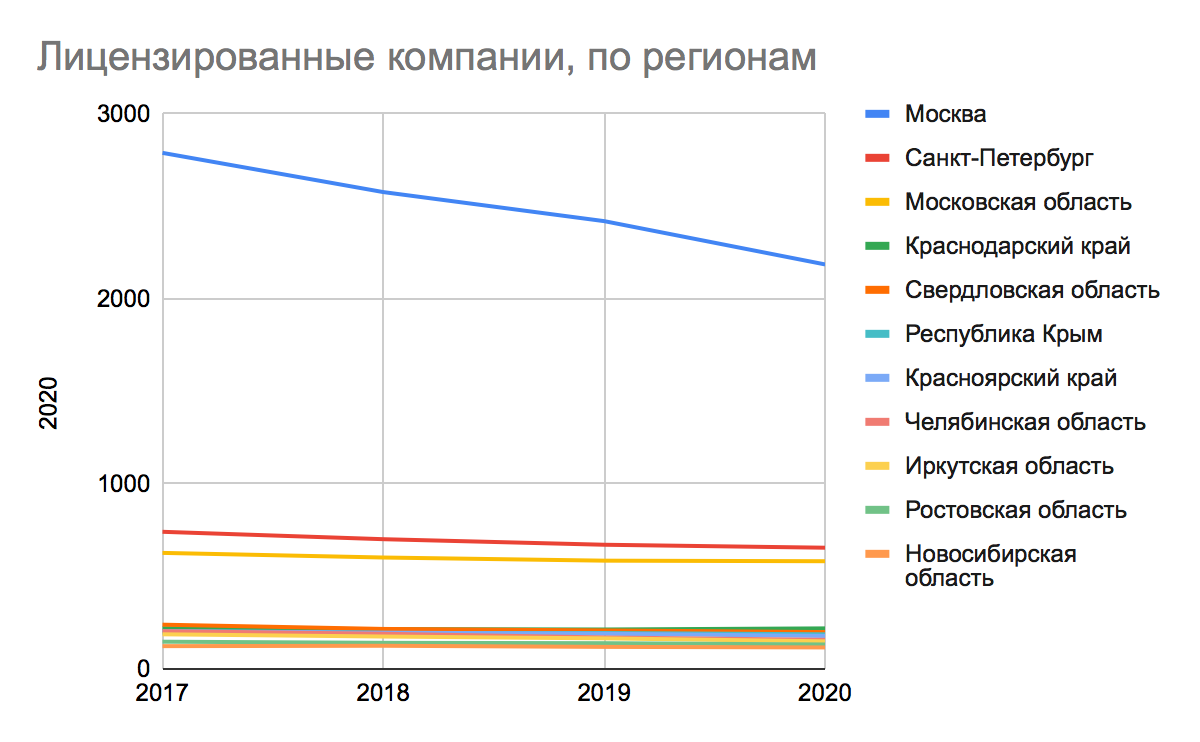 Лицензированные компании, по регионам
3000
2000
1000
0
2020
2017
2018
2019
2020
Москва
Санкт-Петербург
Московская область
Краснодарский край
Свердловская область
Республика Крым
Красноярский край
Челябинская область
Иркутская область
Ростовская область
Новосибирская
область